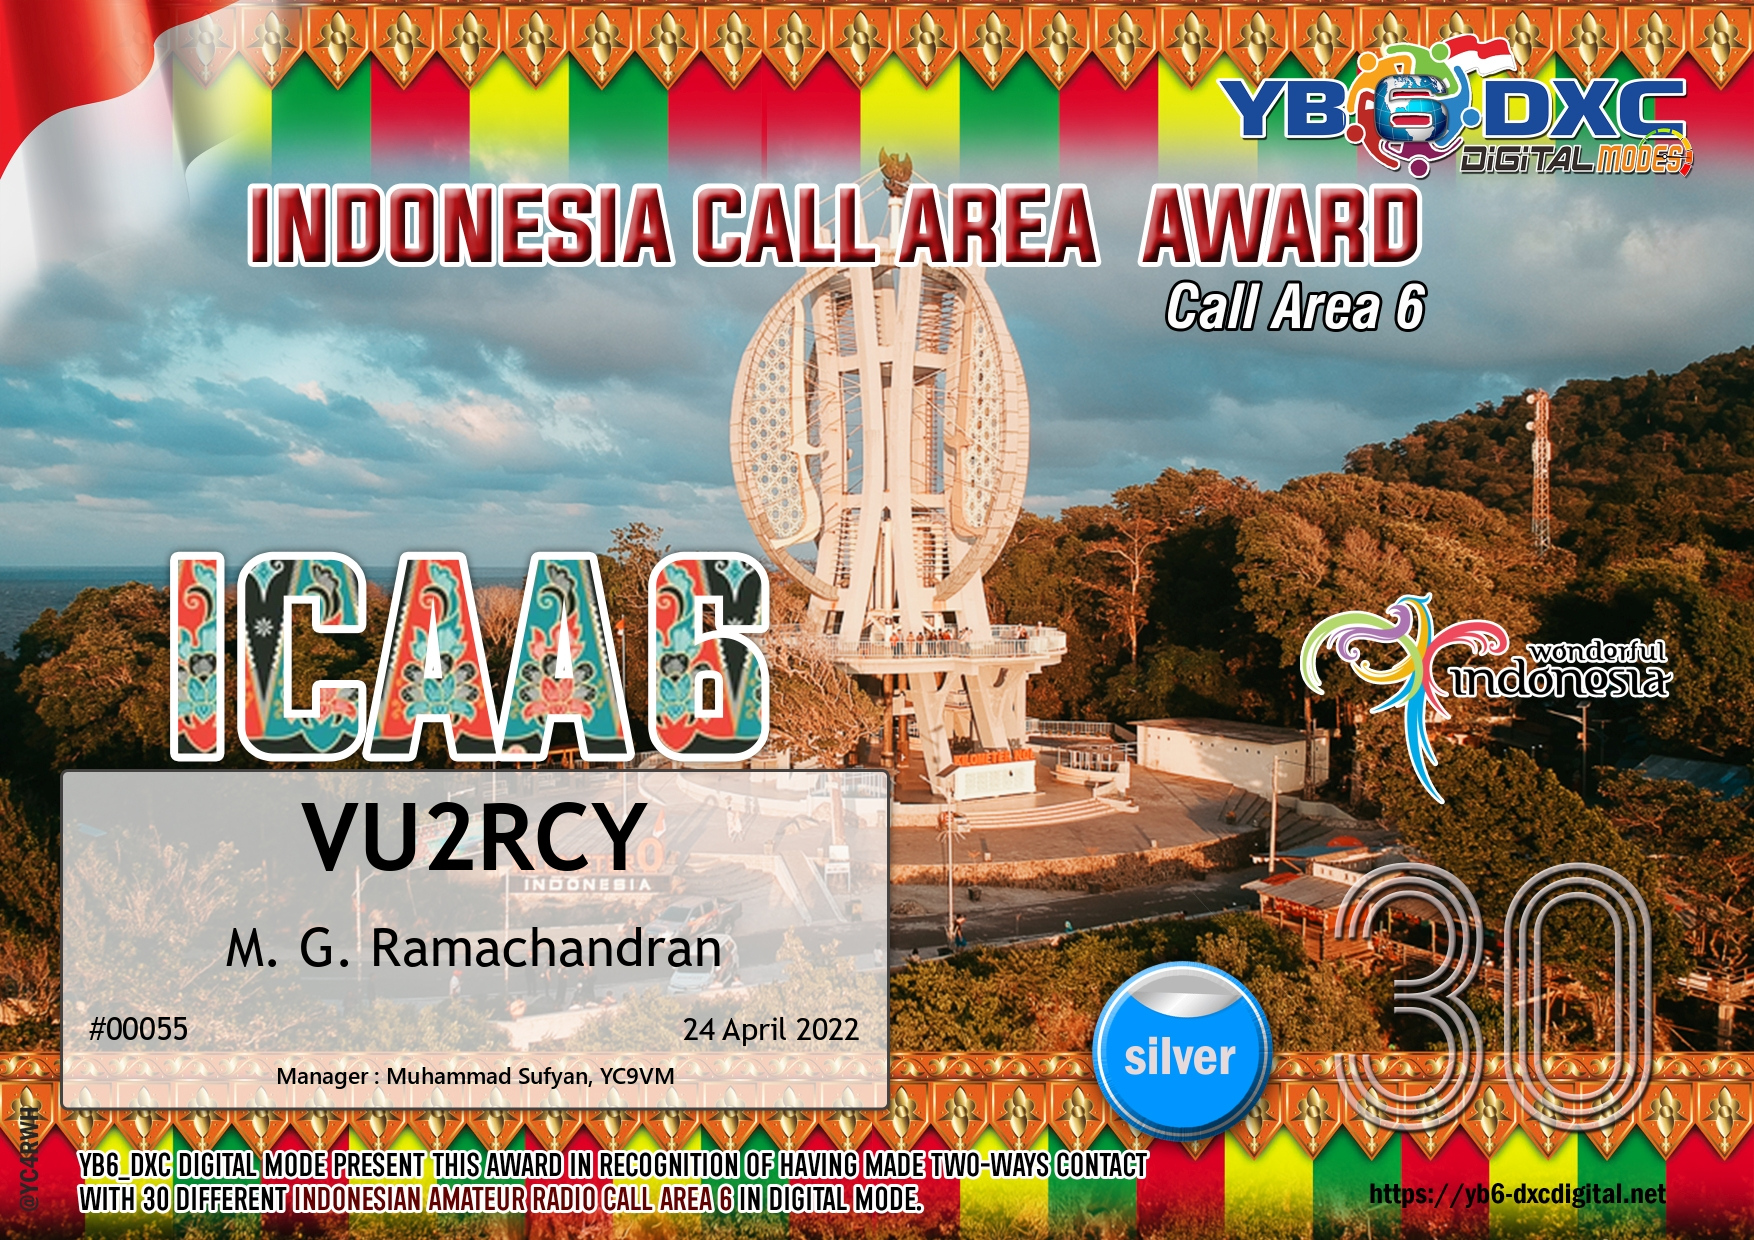 YB6DXC
DIGITAL MODES
INDONESIA CALL AREA AWARD
Call Area 6
ICAA6
wonderful
indonesia
VU2RCY
INDONESIA
M. G. Ramachandran
#00055
24 April 2022
Manager : Muhammad Sufyan, YC9VM
silver
30
@YC4RWH
YB6_DXC DIGITAL MODE PRESENT THIS AWARD IN RECOGNITION OF HAVING MADE TWO-WAYS CONTACT
WITH 30 DIFFERENT INDONESIAN AMATEUR RADIO CALL AREA 6 IN DIGITAL MODE.
https://yb6-dxcdigital.net